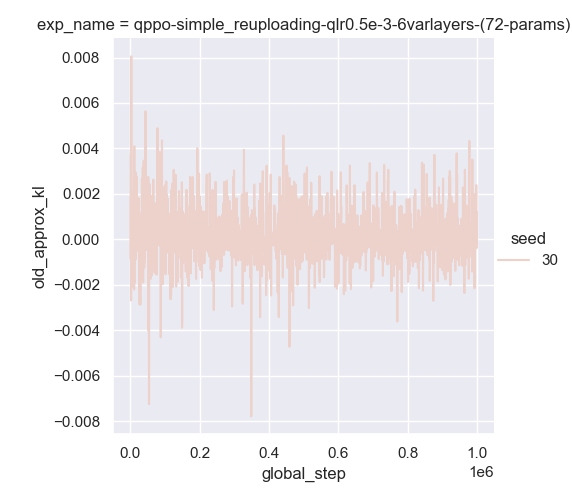 exp_name = qppo-simple_reuploading-qlr0.5e-3-6varlayers-(72-params)
0.008
0.006
0.004
0.002
0.000
−0.002
−0.004
−0.006
−0.008
old_approx_kl
0.0 0.2 0.4 0.6 0.8 1.0
1e6
global_step
seed
30